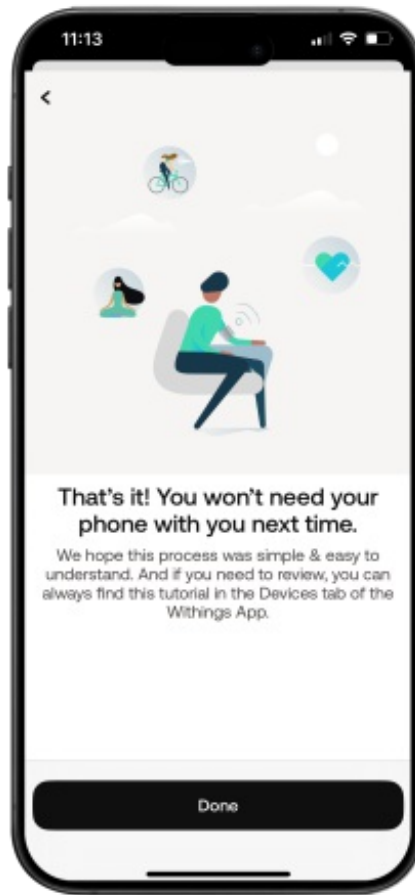 11:13
That's it! You won't need your
phone with you next time.
We hope this process was simple & easy to
understand. And if you need to review, you can
always find this tutorial in the Devices tab of the
Withings App.
Done